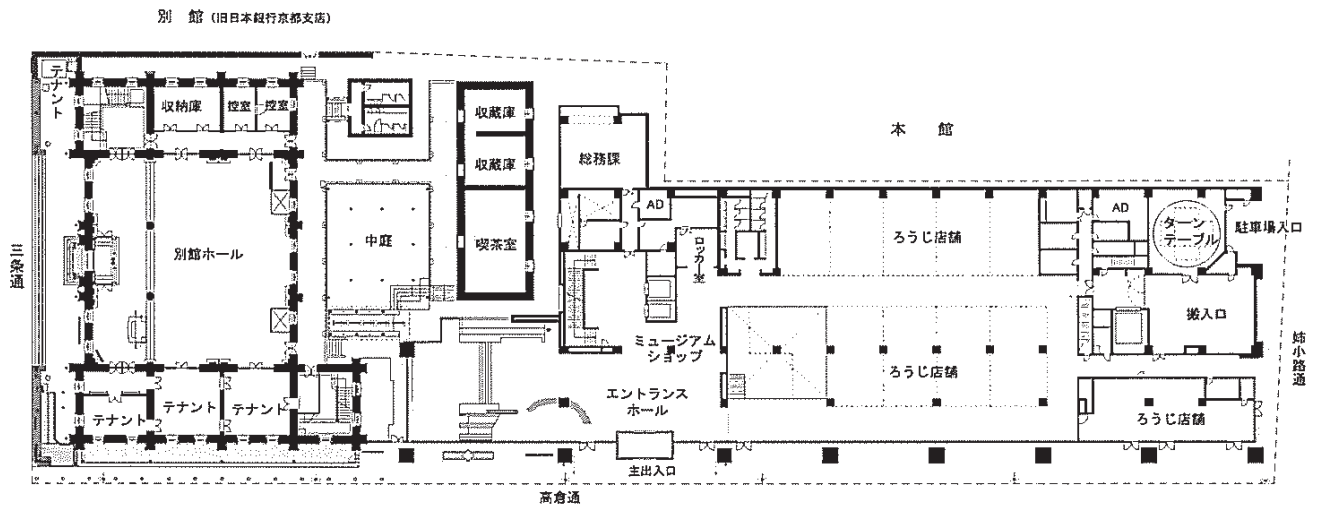 別 館 (旧日本銀行京都支店)
本 館
テナント
収納庫
控室
控室
収蔵庫
収蔵庫
喫茶室
総務課
AD
ロッカー室
中庭
別館ホール
三条通
ろうじ店舗
AD
ターン
テーブル
駐車場入口
搬入口
ミュージアム
ショップ
ろうじ店舗
エントランス
ホール
姉小路通
テナント
テナント
テナント
ろうじ店舗
主出入口
高倉通